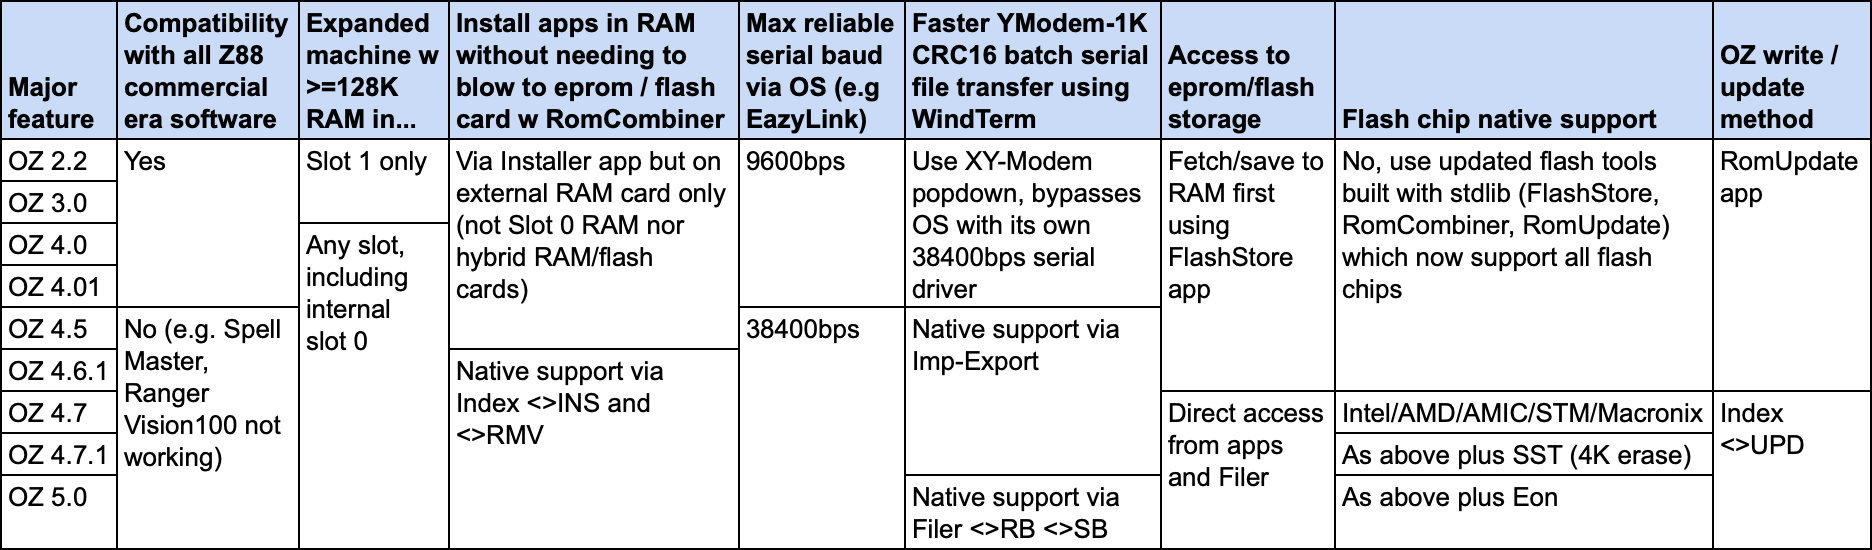 Major
feature
Compatibility
with all Z88
commercial
era software
Expanded
machine w
>=128K
RAM in...
Install apps in RAM
without needing to
blow to eprom / flash
card w RomCombiner
Max reliable
serial baud
via OS (e.g
EazyLink)
Faster YModem-1K
CRC16 batch serial
file transfer using
WindTerm
Access to
eprom/flash
storage
Flash chip native support
OZ write /
update
method
OZ 2.2
OZ 3.0
OZ 4.0
OZ 4.01
OZ 4.5
OZ 4.6.1
OZ 4.7
OZ 4.7.1
OZ 5.0
Yes
No (e.g. Spell
Master,
Ranger
Vision100 not
working)
Slot 1 only
Any slot,
including
internal
slot 0
Via Installer app but on
external RAM card only
(not Slot 0 RAM nor
hybrid RAM/flash
cards)
Native support via
Index <>INS and
<>RMV
9600bps
38400bps
Use XY-Modem
popdown, bypasses
OS with its own
38400bps serial
driver
Native support via
Imp-Export
Native support via
Filer <>RB <>SB
Fetch/save to
RAM first
using
FlashStore
app
Direct access
from apps
and Filer
No, use updated flash tools
built with stdlib (FlashStore,
RomCombiner, RomUpdate)
which now support all flash
chips
Intel/AMD/AMIC/STM/Macronix
As above plus SST (4K erase)
As above plus Eon
RomUpdate
app
Index
<>UPD